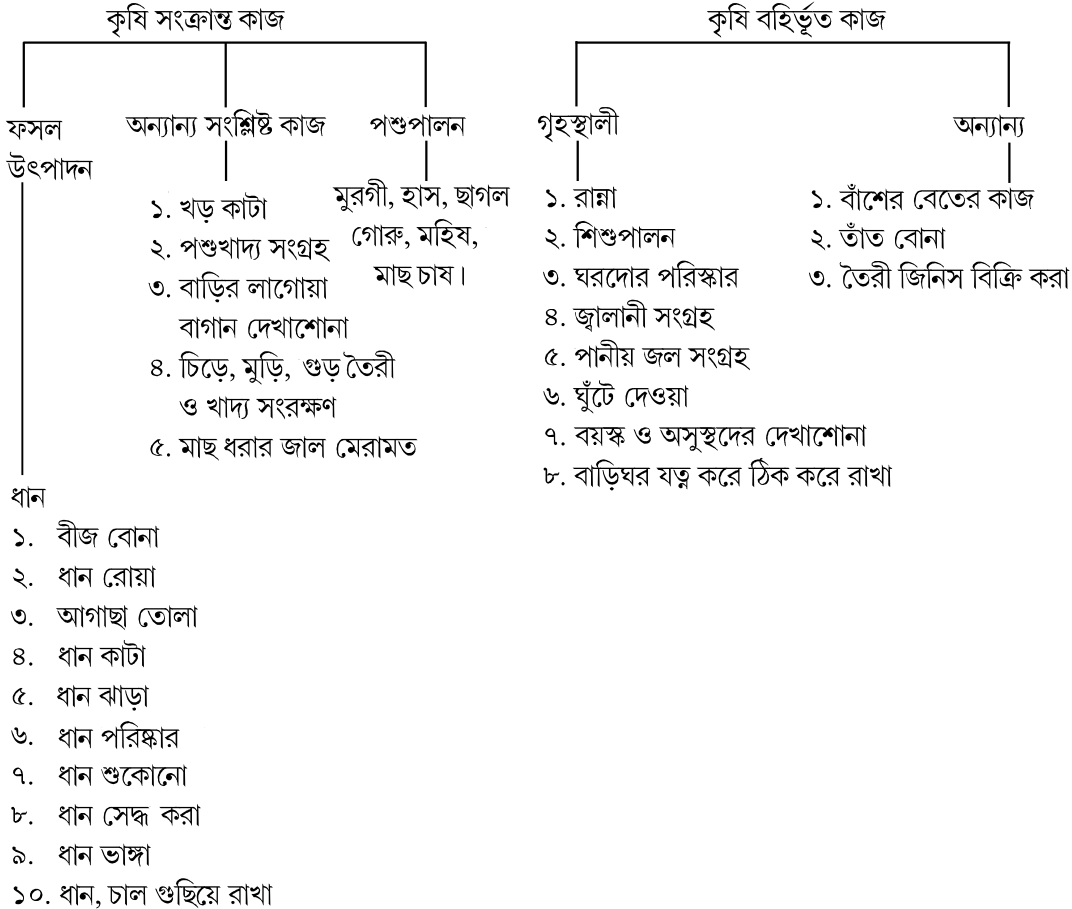 কৃষি সংক্রান্ত কাজ
ফসল উৎপাদন
ধান
১. বীজ বোনা
২. ধান রোয়া
৩. আগাছা তোলা
৪. ধান কাটা
৫. ধান ঝাড়া
৬. ধান পরিষ্কার
৭. ধান শুকোনো
৮. ধান সেদ্ধ করা
৯. ধান ভাঙ্গা
১০. ধান, চাল গুছিয়ে রাখা
অন্যান্য সংশ্লিষ্ট কাজ
১. খড় কাটা
২. পশুখাদ্য সংগ্রহ
৩. বাড়ির লাগোয়া
বাগান দেখাশোনা
৪. চিড়ে, মুড়ি, গুড় তৈরী
ও খাদ্য সংরক্ষণ
৫. মাছ ধরার জাল মেরামত
পশুপালন
মুরগী, হাস, ছাগল
গোরু, মহিষ,
মাছ চাষ।
কৃষি বহির্ভূত কাজ
গৃহস্থালী
১. রান্না
২. শিশুপালন
৩. ঘরদোর পরিস্কার
৪. জ্বালানী সংগ্রহ
৫. পানীয় জল সংগ্রহ
৬. ঘুঁটে দেওয়া
৭. বয়স্ক ও অসুস্থদের দেখাশোনা
৮. বাড়িঘর যত্ন করে ঠিক করে রাখা
অন্যান্য
১. বাঁশের বেতের কাজ
২. তাঁত বোনা
৩. তৈরী জিনিস বিক্রি করা